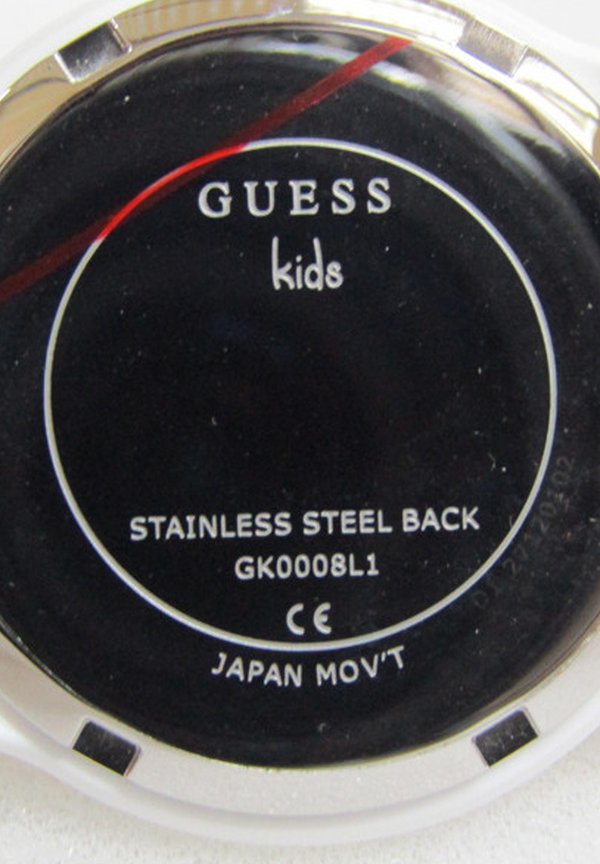 GUESS
kids
STAINLESS STEEL BACK
GK0008L1
CE
JAPAN MOV'T